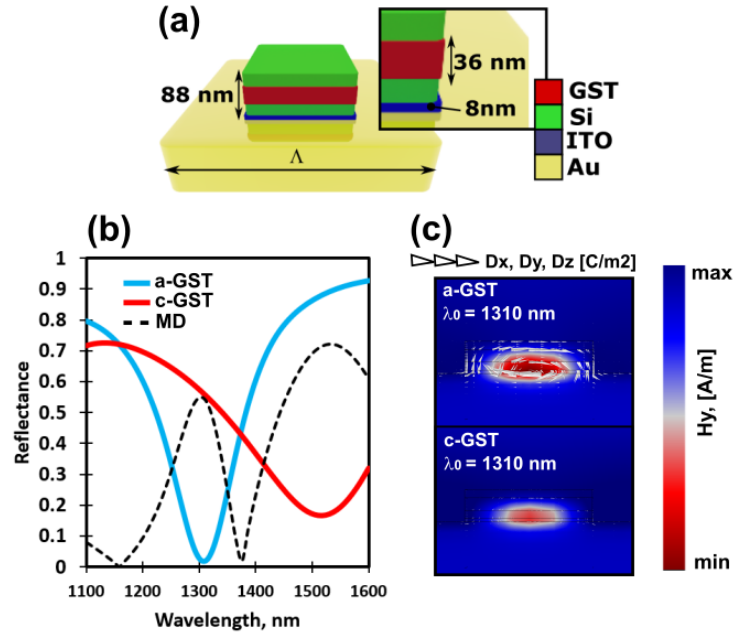 (a)
88 nm
36 nm
8nm
Λ
GST
Si
ITO
Au
(b)
a-GST
c-GST
MD
Reflectance
1
0.9
0.8
0.7
0.6
0.5
0.4
0.3
0.2
0.1
0
1100 1200 1300 1400 1500 1600
Wavelength, nm
(c)
Dx, Dy, Dz [C/m2]
a-GST
λ0 = 1310 nm
c-GST
λ0 = 1310 nm
max
Hy, [A/m]
min